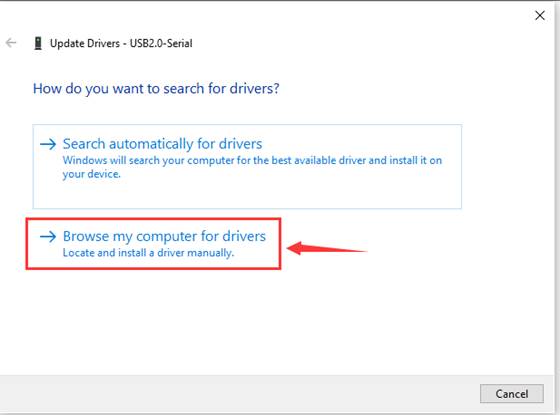 Update Drivers - USB2.0-Serial
How do you want to search for drivers?
Search automatically for drivers
Windows will search your computer for the best available driver and install it on
your device.
Browse my computer for drivers
Locate and install a driver manually.
Cancel